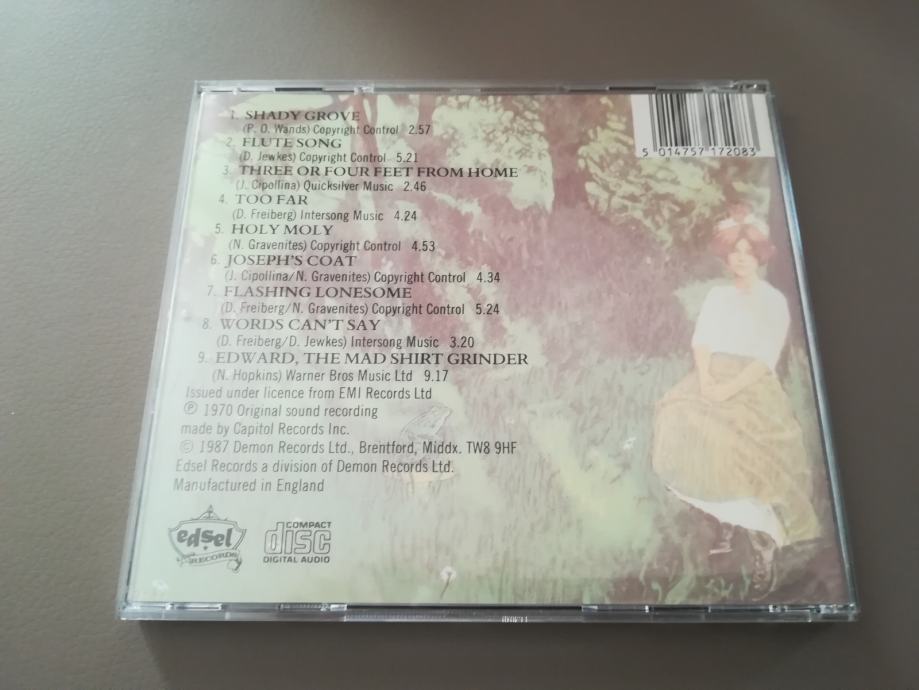 1. SHADY GROVE
(P. O. Wands) Copyright Control 2.57
2. FLUTE SONG
(D. Jewkes) Copyright Control 5.21
3. THREE OR FOUR FEET FROM HOME
(J. Cipollina) Quicksilver Music 2.46
4. TOO FAR
(D. Freiberg) Intersong Music 4.24
5. HOLY MOLY
(N. Gravenites) Copyright Control 4.53
6. JOSEPH'S COAT
(J. Cipollina/N. Gravenites) Copyright Control 4.34
7. FLASHING LONESOME
(D. Freiberg/N. Gravenites) Copyright Control 5.24
8. WORDS CAN'T SAY
(D. Freiberg/D. Jewkes) Intersong Music 3.20
9. EDWARD, THE MAD SHIRT GRINDER
(N. Hopkins) Warner Bros Music Ltd 9.17
Issued under licence from EMI Records Ltd
℗ 1970 Original sound recording
made by Capitol Records Inc.
© 1987 Demon Records Ltd., Brentford, Middx. TW8 9HF
Edsel Records a division of Demon Records Ltd.
Manufactured in England
5 014757 172083
edsel
RECORDS
COMPACT
disc
DIGITAL AUDIO